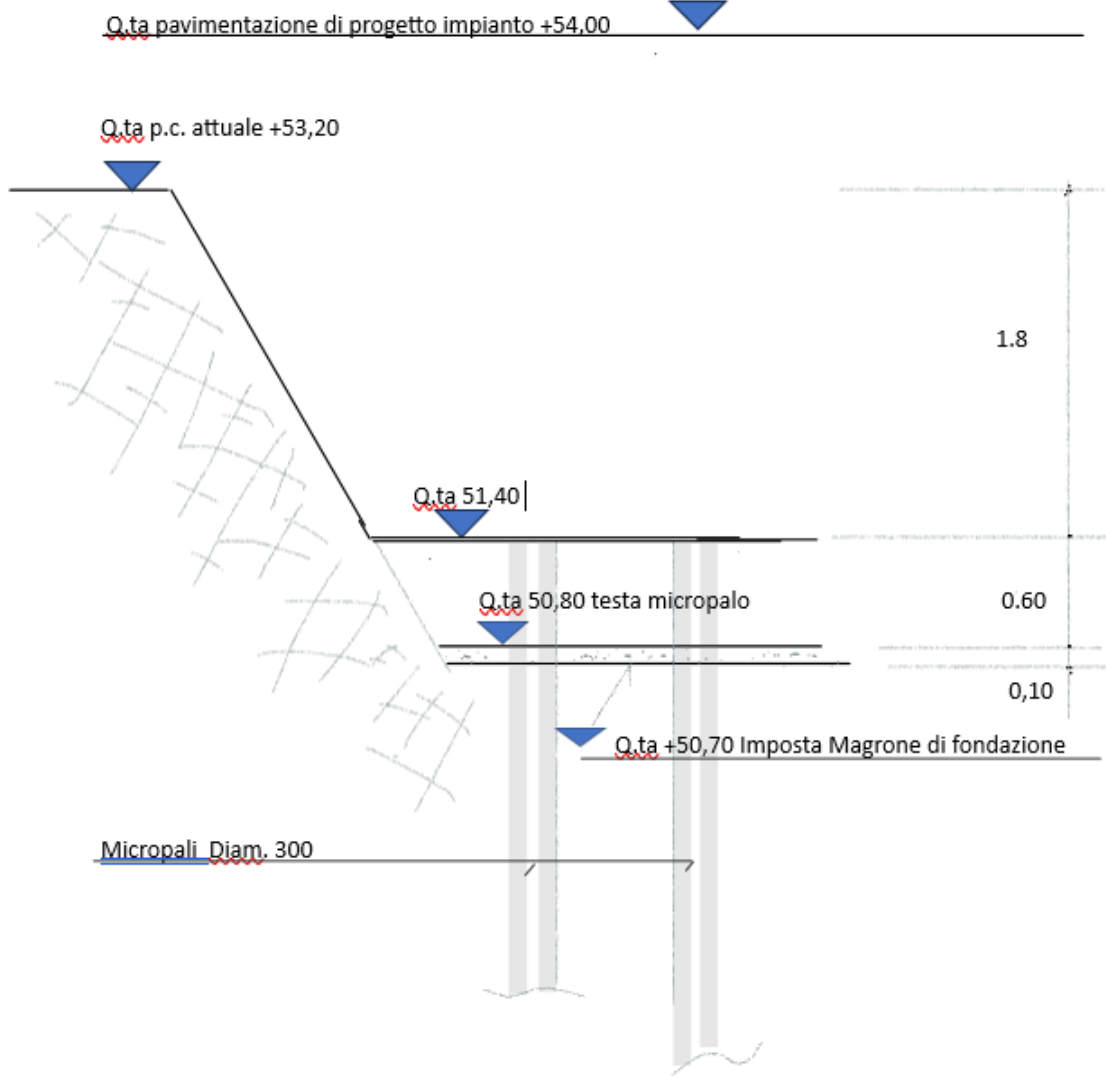 Q.ta pavimentazione di progetto impianto +54,00
Q.ta p.c. attuale +53,20
1.8
Q.ta 51,40
Q.ta 50,80 testa micropalo
0.60
0,10
Q.ta +50,70 Imposta Magrone di fondazione
Micropali Diam. 300